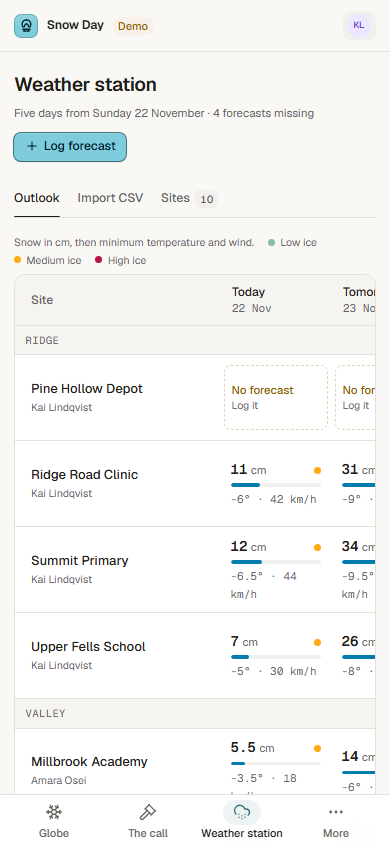 Snow Day Demo KL
Weather station
Five days from Sunday 22 November · 4 forecasts missing
+ Log forecast
Outlook Import CSV Sites 10
Snow in cm, then minimum temperature and wind. Low ice
Medium ice High ice
Site Today
22 Nov 23
RIDGE
Pine Hollow Depot No forecast
Kai Lindqvist Log it Log it
Ridge Road Clinic 11 cm 31
Kai Lindqvist -6° · 42 km/h -9° ·
Summit Primary 12 cm 34
Kai Lindqvist -6.5° · 44 -9.5°
km/h km/h
Upper Fells School 7 cm 26
Kai Lindqvist -5° · 30 km/h -8° ·
VALLEY
Millbrook Academy 5.5 cm 14 cm
Amara Osei -3.5° · 18 -6° ·
Globe The call Weather station More